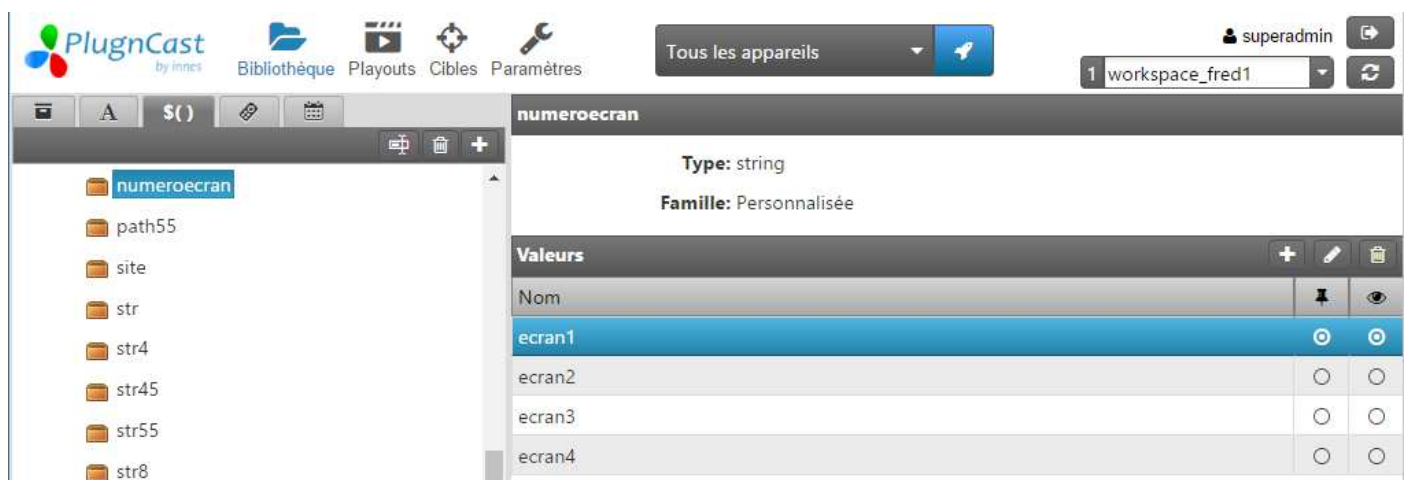 PlugnCast
by innes
Bibliothèque Playouts Cibles Paramètres
Tous les appareils
superadmin
1 workspace_fred1
A $()
numeroecran
path55
site
str
str4
str45
str55
str8
numeroecran
Type: string
Famille: Personnalisée
Valeurs
Nom
ecran1
ecran2
ecran3
ecran4